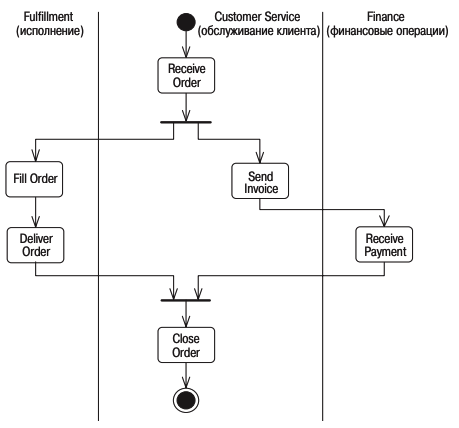 Fulfillment
(исполнение)
Customer Service
(обслуживание клиента)
Finance
(финансовые операции)
Receive
Order
Fill Order
Send
Invoice
Deliver
Order
Receive
Payment
Close
Order